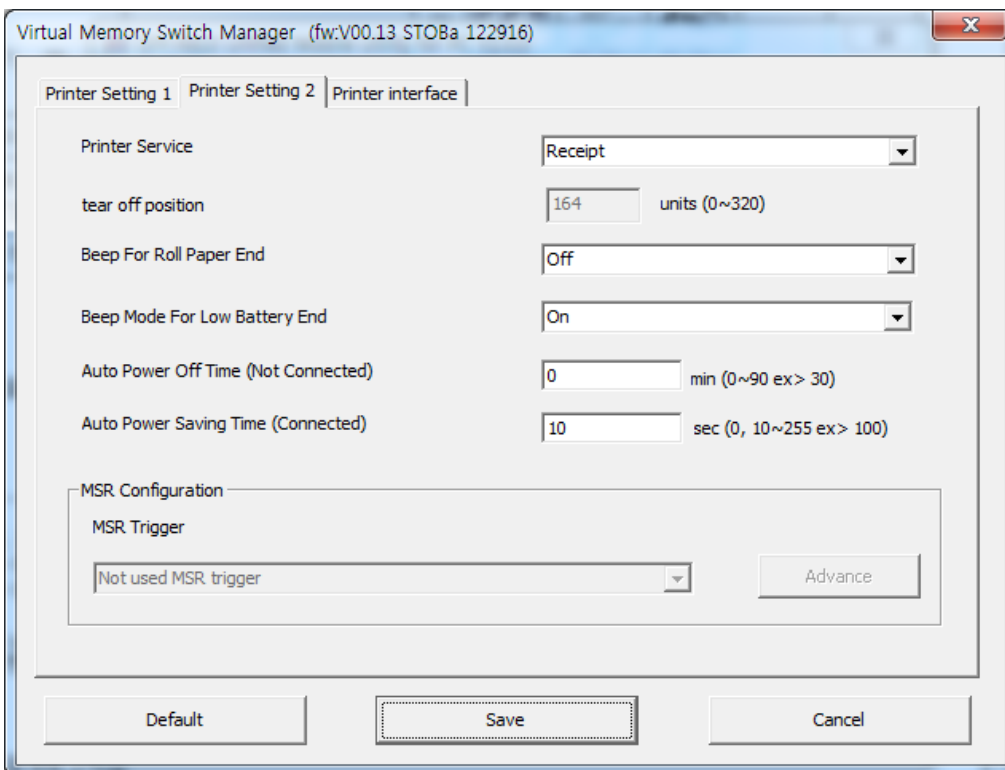 Virtual Memory Switch Manager (fw:V00.13 STOBa 122916)
Printer Setting 1 Printer Setting 2 Printer interface
Printer Service Receipt
tear off position 164 units (0~320)
Beep For Roll Paper End Off
Beep Mode For Low Battery End On
Auto Power Off Time (Not Connected) 0 min (0~90 ex> 30)
Auto Power Saving Time (Connected) 10 sec (0, 10~255 ex> 100)
MSR Configuration
MSR Trigger
Not used MSR trigger Advance
Default Save Cancel